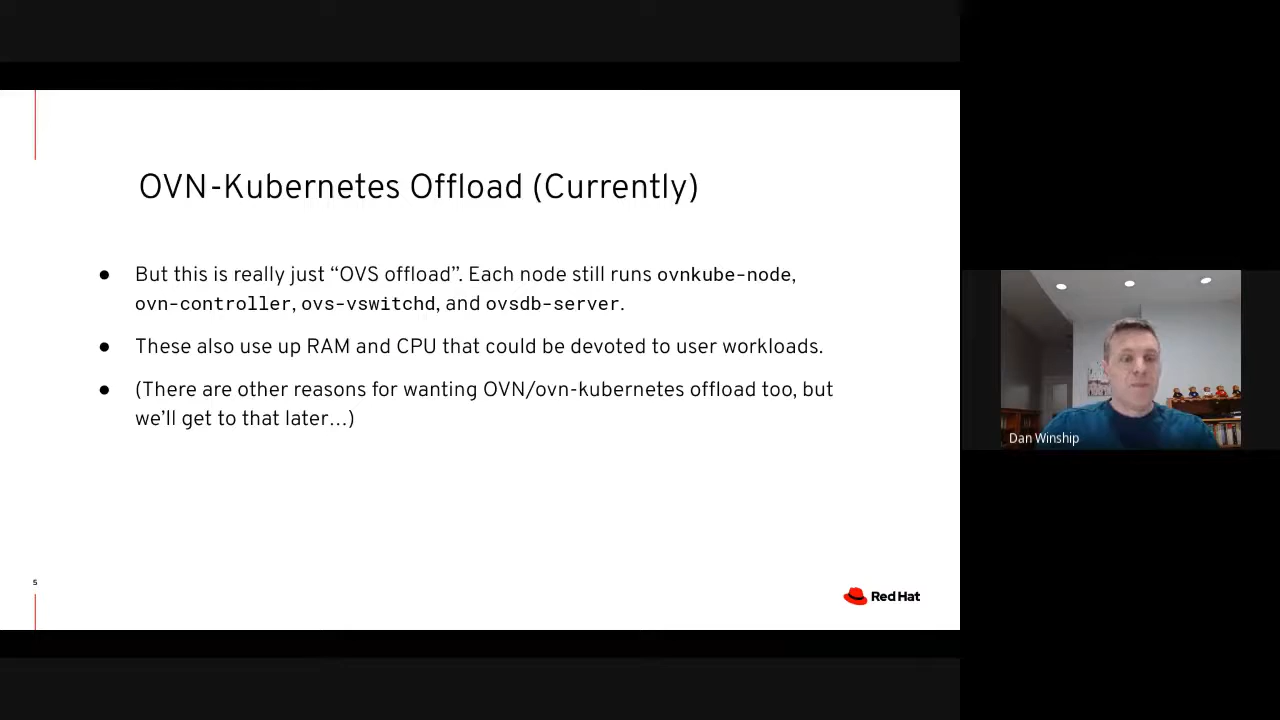 OVN-Kubernetes Offload (Currently)
● But this is really just “OVS offload”. Each node still runs ovnkube-node,
ovn-controller, ovs-vswitchd, and ovsdb-server.
● These also use up RAM and CPU that could be devoted to user workloads.
● (There are other reasons for wanting OVN/ovn-kubernetes offload too, but
we’ll get to that later…)
5
Red Hat
Dan Winship